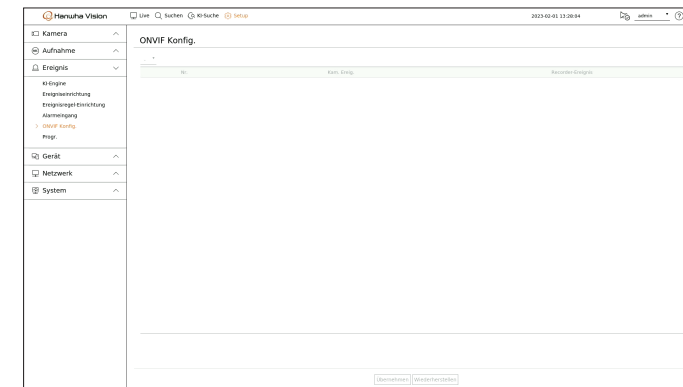 Hanwha Vision
Live Suchen KI-Suche Setup 2023-02-01 13:28:04 admin ?
Kamera
Aufnahme
Ereignis
KI-Engine
Ereigniseinrichtung
Ereignisregel-Einrichtung
Alarmeingang
> ONVIF Konfig.
Progr.
Gerät
Netzwerk
System
ONVIF Konfig.
Nr. Kam. Ereig. Recorder-Ereignis
Übernehmen Wiederherstellen